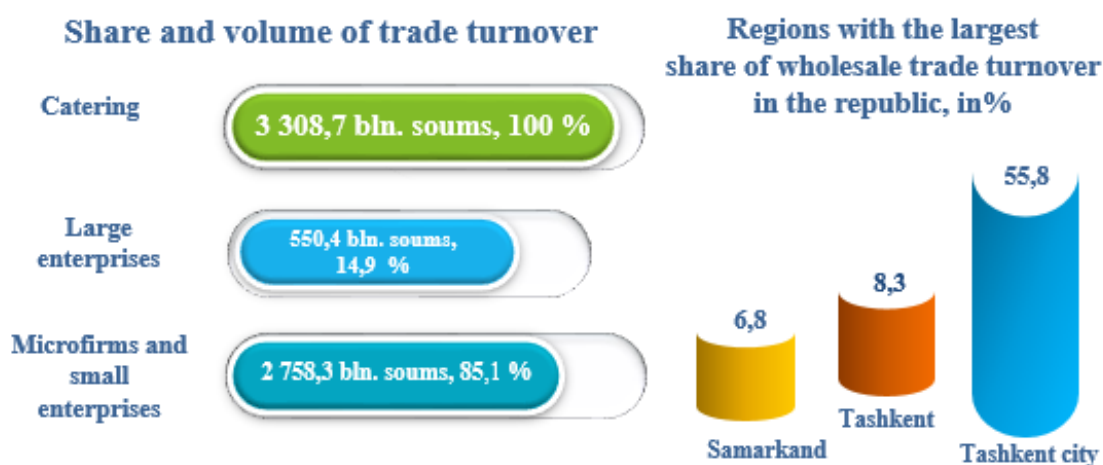 Share and volume of trade turnover
Catering
3 308,7 bln. soums, 100 %
Large
enterprises
550,4 bln. soums,
14,9 %
Microfirms and
small
enterprises
2 758,3 bln. soums, 85,1 %
Regions with the largest
share of wholesale trade turnover
in the republic, in%
6,8
Samarkand
8,3
Tashkent
55,8
Tashkent city